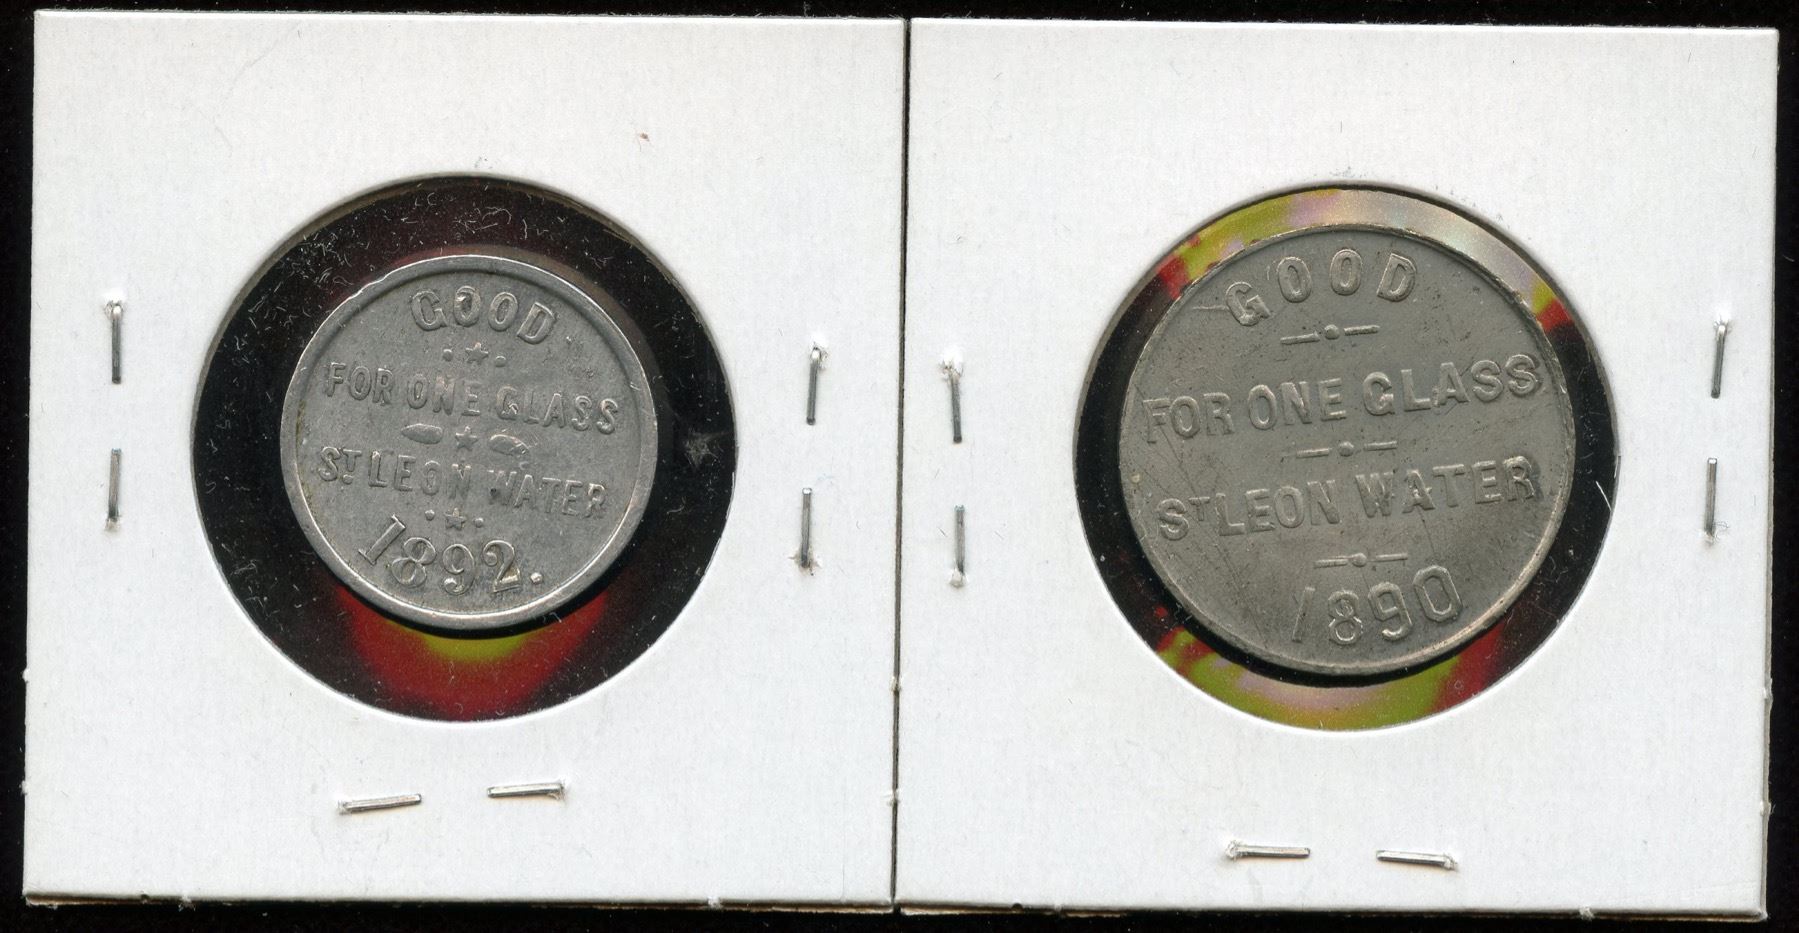 GOOD
FOR ONE GLASS
ST. LEON WATER
1892.
GOOD
FOR ONE GLASS
ST LEON WATER
1890